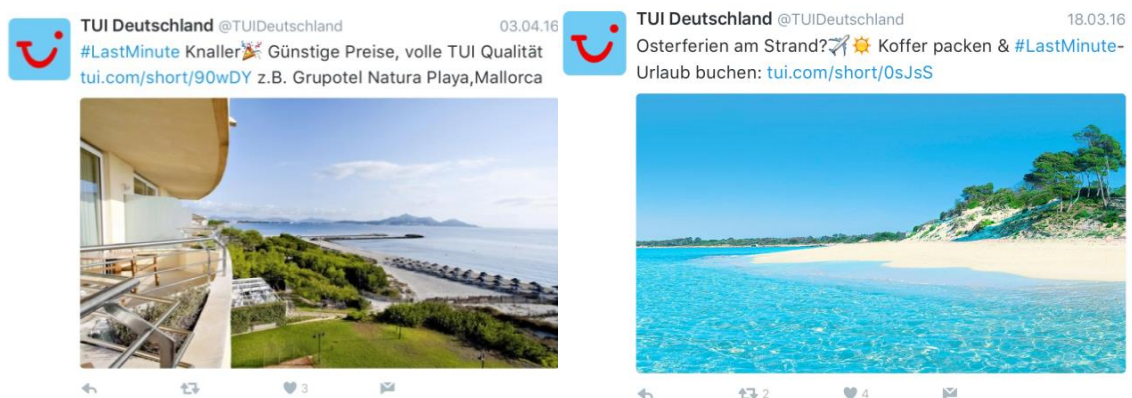 TUI Deutschland @TUIDeutschland 03.04.16
#LastMinute Knaller🎉 Günstige Preise, volle TUI Qualität
tui.com/short/90wDY z.B. Grupotel Natura Playa,Mallorca
3
TUI Deutschland @TUIDeutschland 18.03.16
Osterferien am Strand?✈️☀️ Koffer packen & #LastMinute-
Urlaub buchen: tui.com/short/0sJsS
2 4